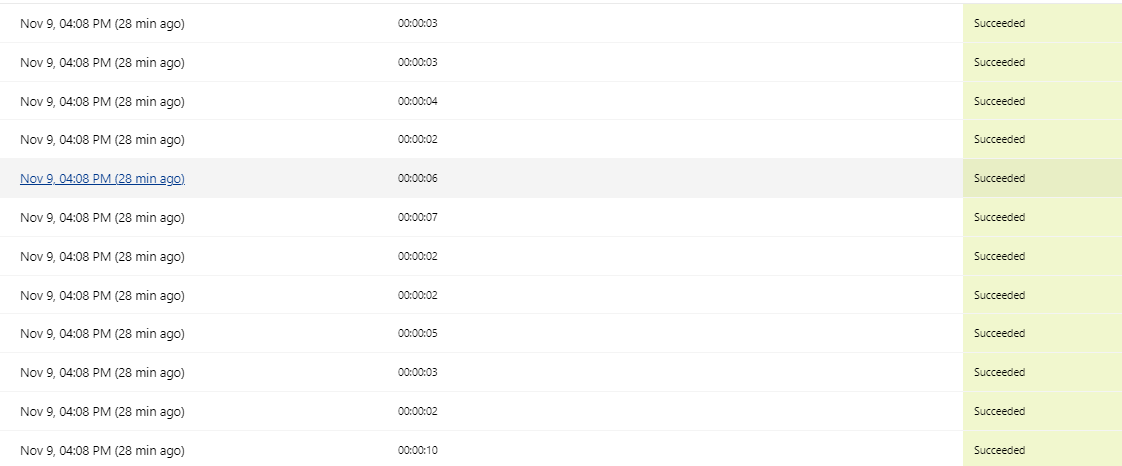 Nov 9, 04:08 PM (28 min ago) 00:00:03 Succeeded
Nov 9, 04:08 PM (28 min ago) 00:00:03 Succeeded
Nov 9, 04:08 PM (28 min ago) 00:00:04 Succeeded
Nov 9, 04:08 PM (28 min ago) 00:00:02 Succeeded
Nov 9, 04:08 PM (28 min ago) 00:00:06 Succeeded
Nov 9, 04:08 PM (28 min ago) 00:00:07 Succeeded
Nov 9, 04:08 PM (28 min ago) 00:00:02 Succeeded
Nov 9, 04:08 PM (28 min ago) 00:00:02 Succeeded
Nov 9, 04:08 PM (28 min ago) 00:00:05 Succeeded
Nov 9, 04:08 PM (28 min ago) 00:00:03 Succeeded
Nov 9, 04:08 PM (28 min ago) 00:00:02 Succeeded
Nov 9, 04:08 PM (28 min ago) 00:00:10 Succeeded